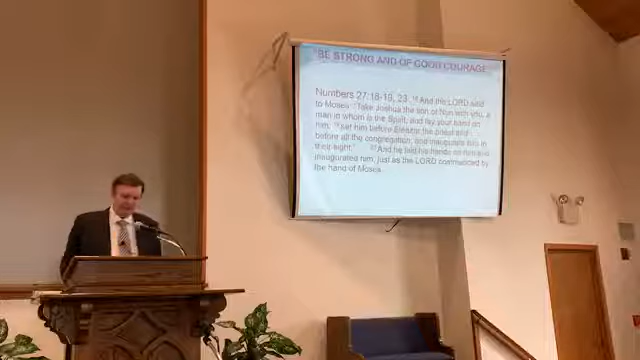 "BE STRONG AND OF GOOD COURAGE"
Numbers 27:18-19, 23 18 And the LORD said
to Moses: "Take Joshua the son of Nun with you, a
man in whom is the Spirit, and lay your hand on
him; 19 set him before Eleazar the priest and
before all the congregation, and inaugurate him in
their sight." 23 And he laid his hands on him and
inaugurated him, just as the LORD commanded by
the hand of Moses.